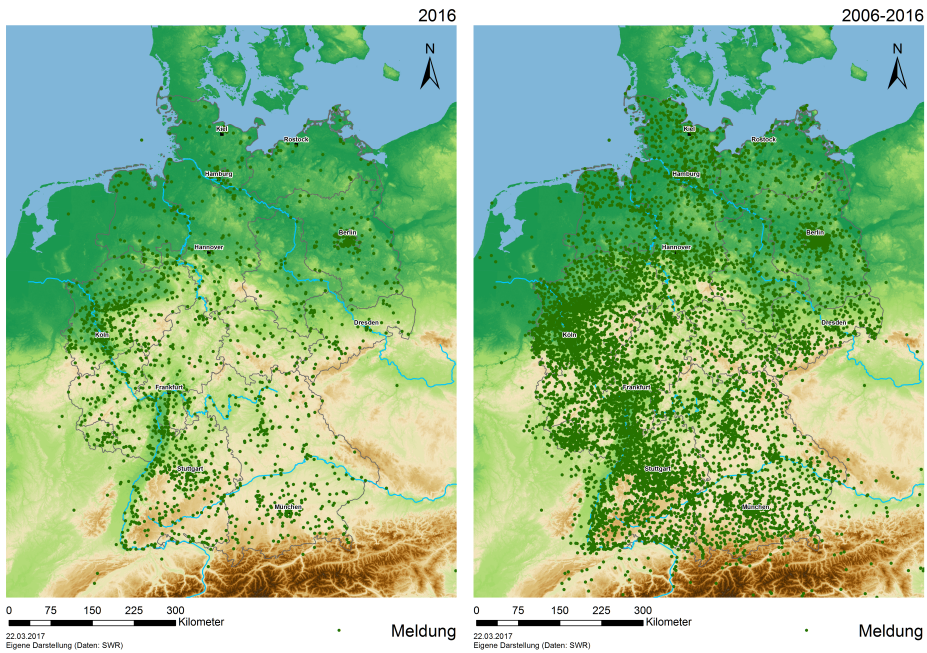 2016
N
Kiel
Rostock
Hamburg
Berlin
Hannover
Dresden
Köln
Frankfurt
Stuttgart
München
0 75 150 225 300 Kilometer
22.03.2017
Eigene Darstellung (Daten: SWR)
Meldung
2006-2016
N
Kiel
Rostock
Hamburg
Berlin
Hannover
Dresden
Köln
Frankfurt
Stuttgart
München
0 75 150 225 300 Kilometer
22.03.2017
Eigene Darstellung (Daten: SWR)
Meldung